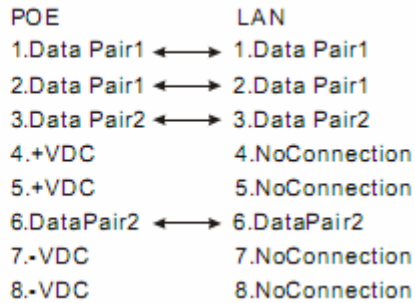 POE LAN
1.Data Pair1 ⟷ 1.Data Pair1
2.Data Pair1 ⟷ 2.Data Pair1
3.Data Pair2 ⟷ 3.Data Pair2
4.+VDC 4.NoConnection
5.+VDC 5.NoConnection
6.DataPair2 ⟷ 6.DataPair2
7.-VDC 7.NoConnection
8.-VDC 8.NoConnection